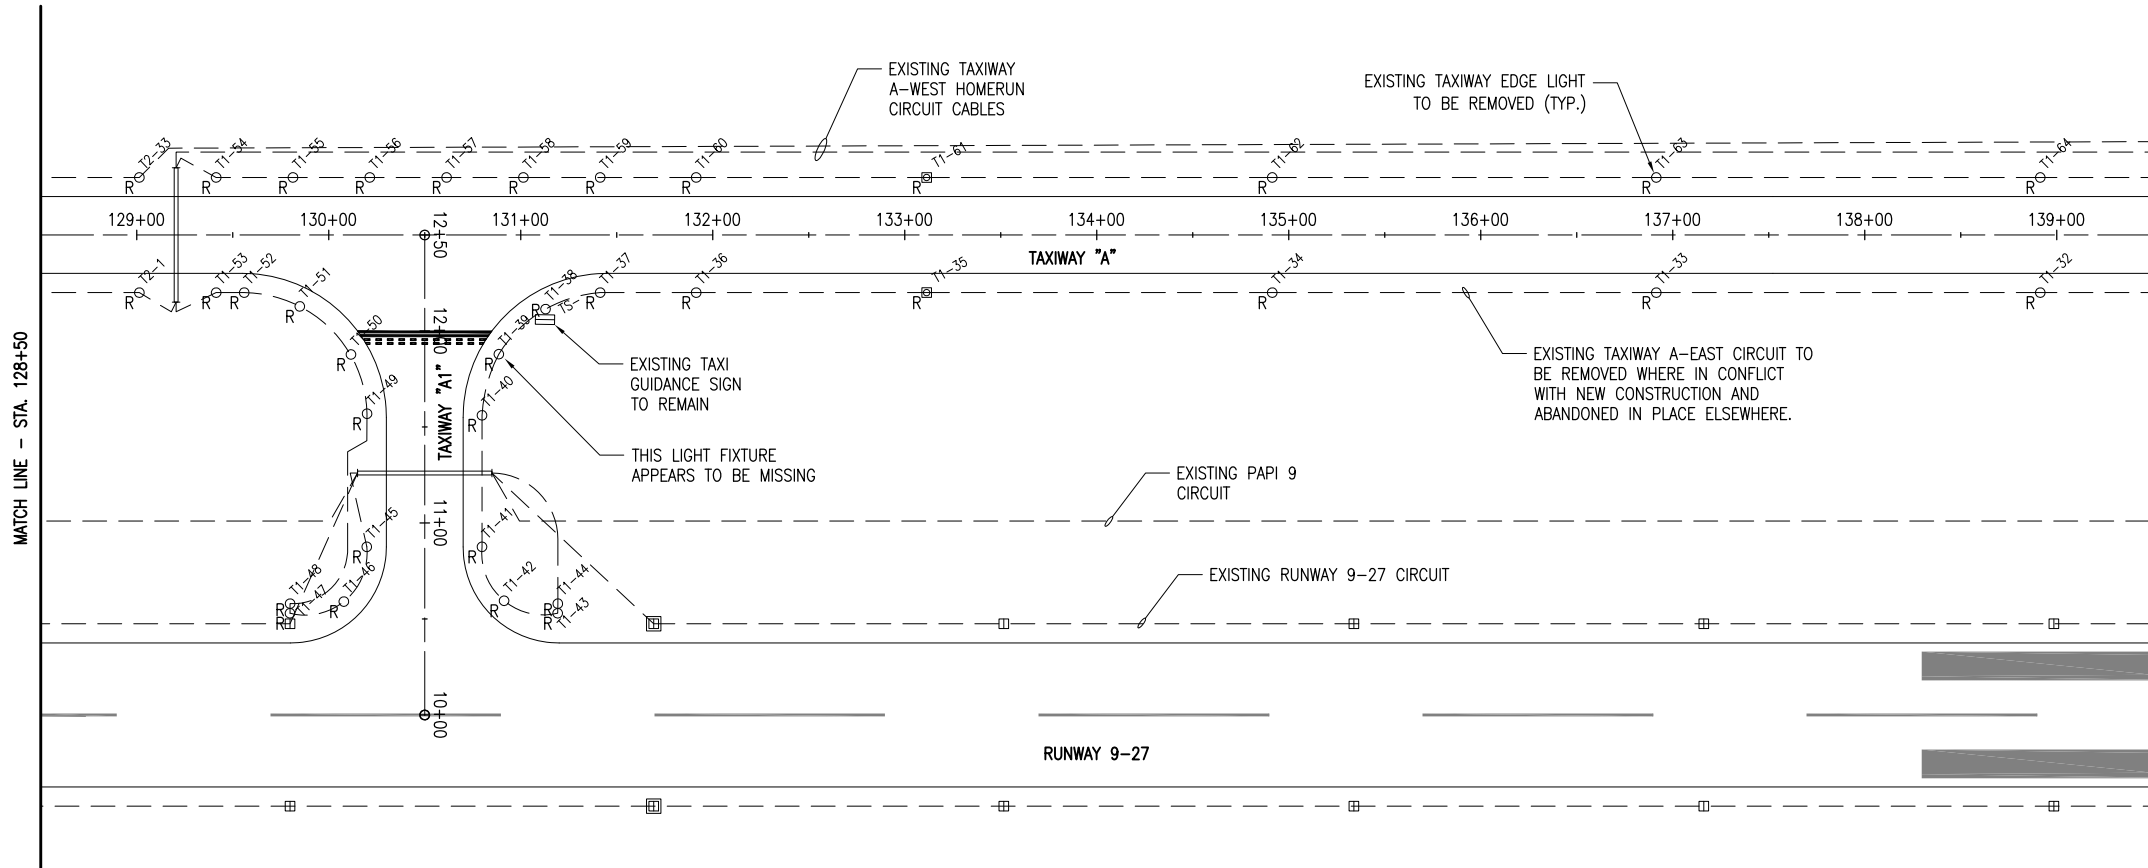 EXISTING TAXIWAY
A-WEST HOMERUN
CIRCUIT CABLES
EXISTING TAXIWAY EDGE LIGHT
TO BE REMOVED (TYP.)
T2-33
T1-54
T1-55
T1-56
T1-57
T1-58
T1-59
T1-60
T1-61
T1-62
T1-63
T1-64
R
R
R
R
R
R
R
R
R
R
R
R
129+00
130+00
131+00
132+00
133+00
134+00
135+00
136+00
137+00
138+00
139+00
12+50
TAXIWAY "A"
T2-1
T1-53
T1-52
T1-51
T1-38
T1-37
T1-36
T1-35
T1-34
T1-33
T1-32
R
R
R
R
R
TS
R
R
R
R
R
R
T1-50
R
12+00
T1-39
R
EXISTING TAXI
GUIDANCE SIGN
TO REMAIN
EXISTING TAXIWAY A-EAST CIRCUIT TO
BE REMOVED WHERE IN CONFLICT
WITH NEW CONSTRUCTION AND
ABANDONED IN PLACE ELSEWHERE.
MATCH LINE - STA. 128+50
T1-49
R
TAXIWAY "A1"
T1-40
R
THIS LIGHT FIXTURE
APPEARS TO BE MISSING
EXISTING PAPI 9
CIRCUIT
T1-45
R
11+00
T1-41
R
EXISTING RUNWAY 9-27 CIRCUIT
T1-48
R
T1-47
R
T1-46
R
T1-42
R
T1-44
R
T1-43
R
10+00
RUNWAY 9-27